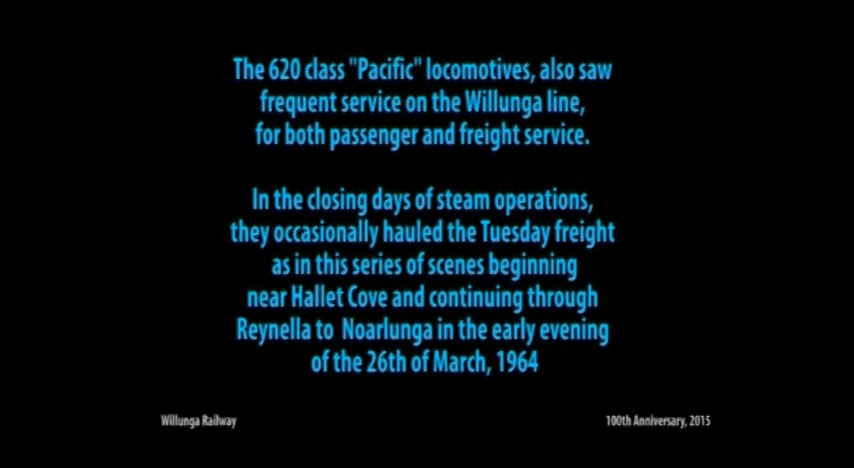 The 620 class "Pacific" locomotives, also saw
frequent service on the Willunga line,
for both passenger and freight service.
In the closing days of steam operations,
they occasionally hauled the Tuesday freight
as in this series of scenes beginning
near Hallet Cove and continuing through
Reynella to Noarlunga in the early evening
of the 26th of March, 1964
Willunga Railway
100th Anniversary, 2015